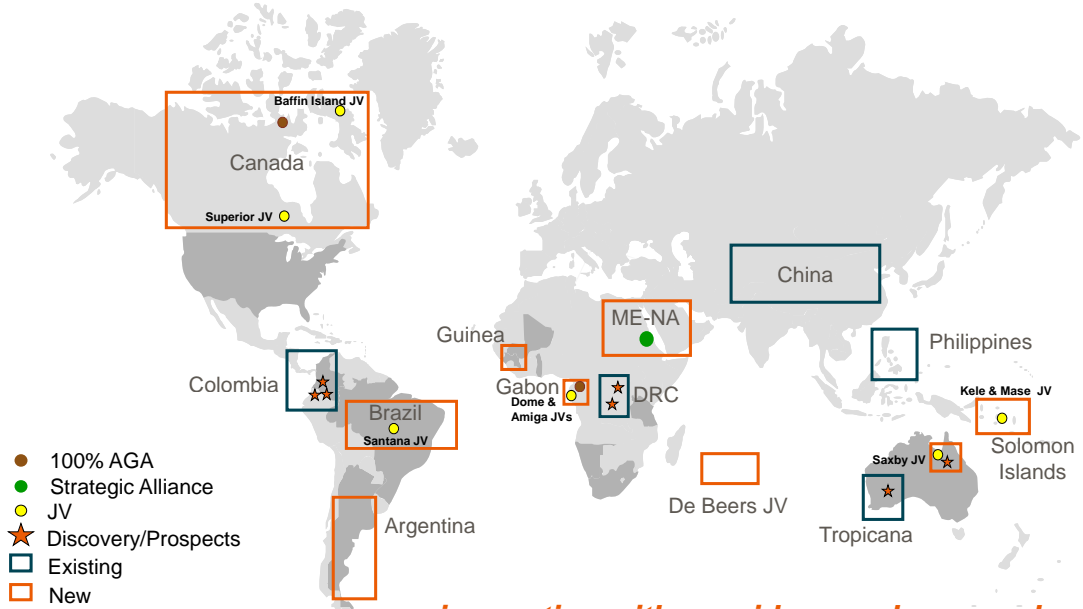 Baffin Island JV
Canada
Superior JV
China
ME-NA
Guinea
Philippines
Colombia
Gabon
DRC
Dome &
Amiga JVs
Kele & Mase JV
Brazil
Santana JV
Solomon
Islands
Saxby JV
100% AGA
Strategic Alliance
JV
De Beers JV
Discovery/Prospects
Argentina
Tropicana
Existing
New